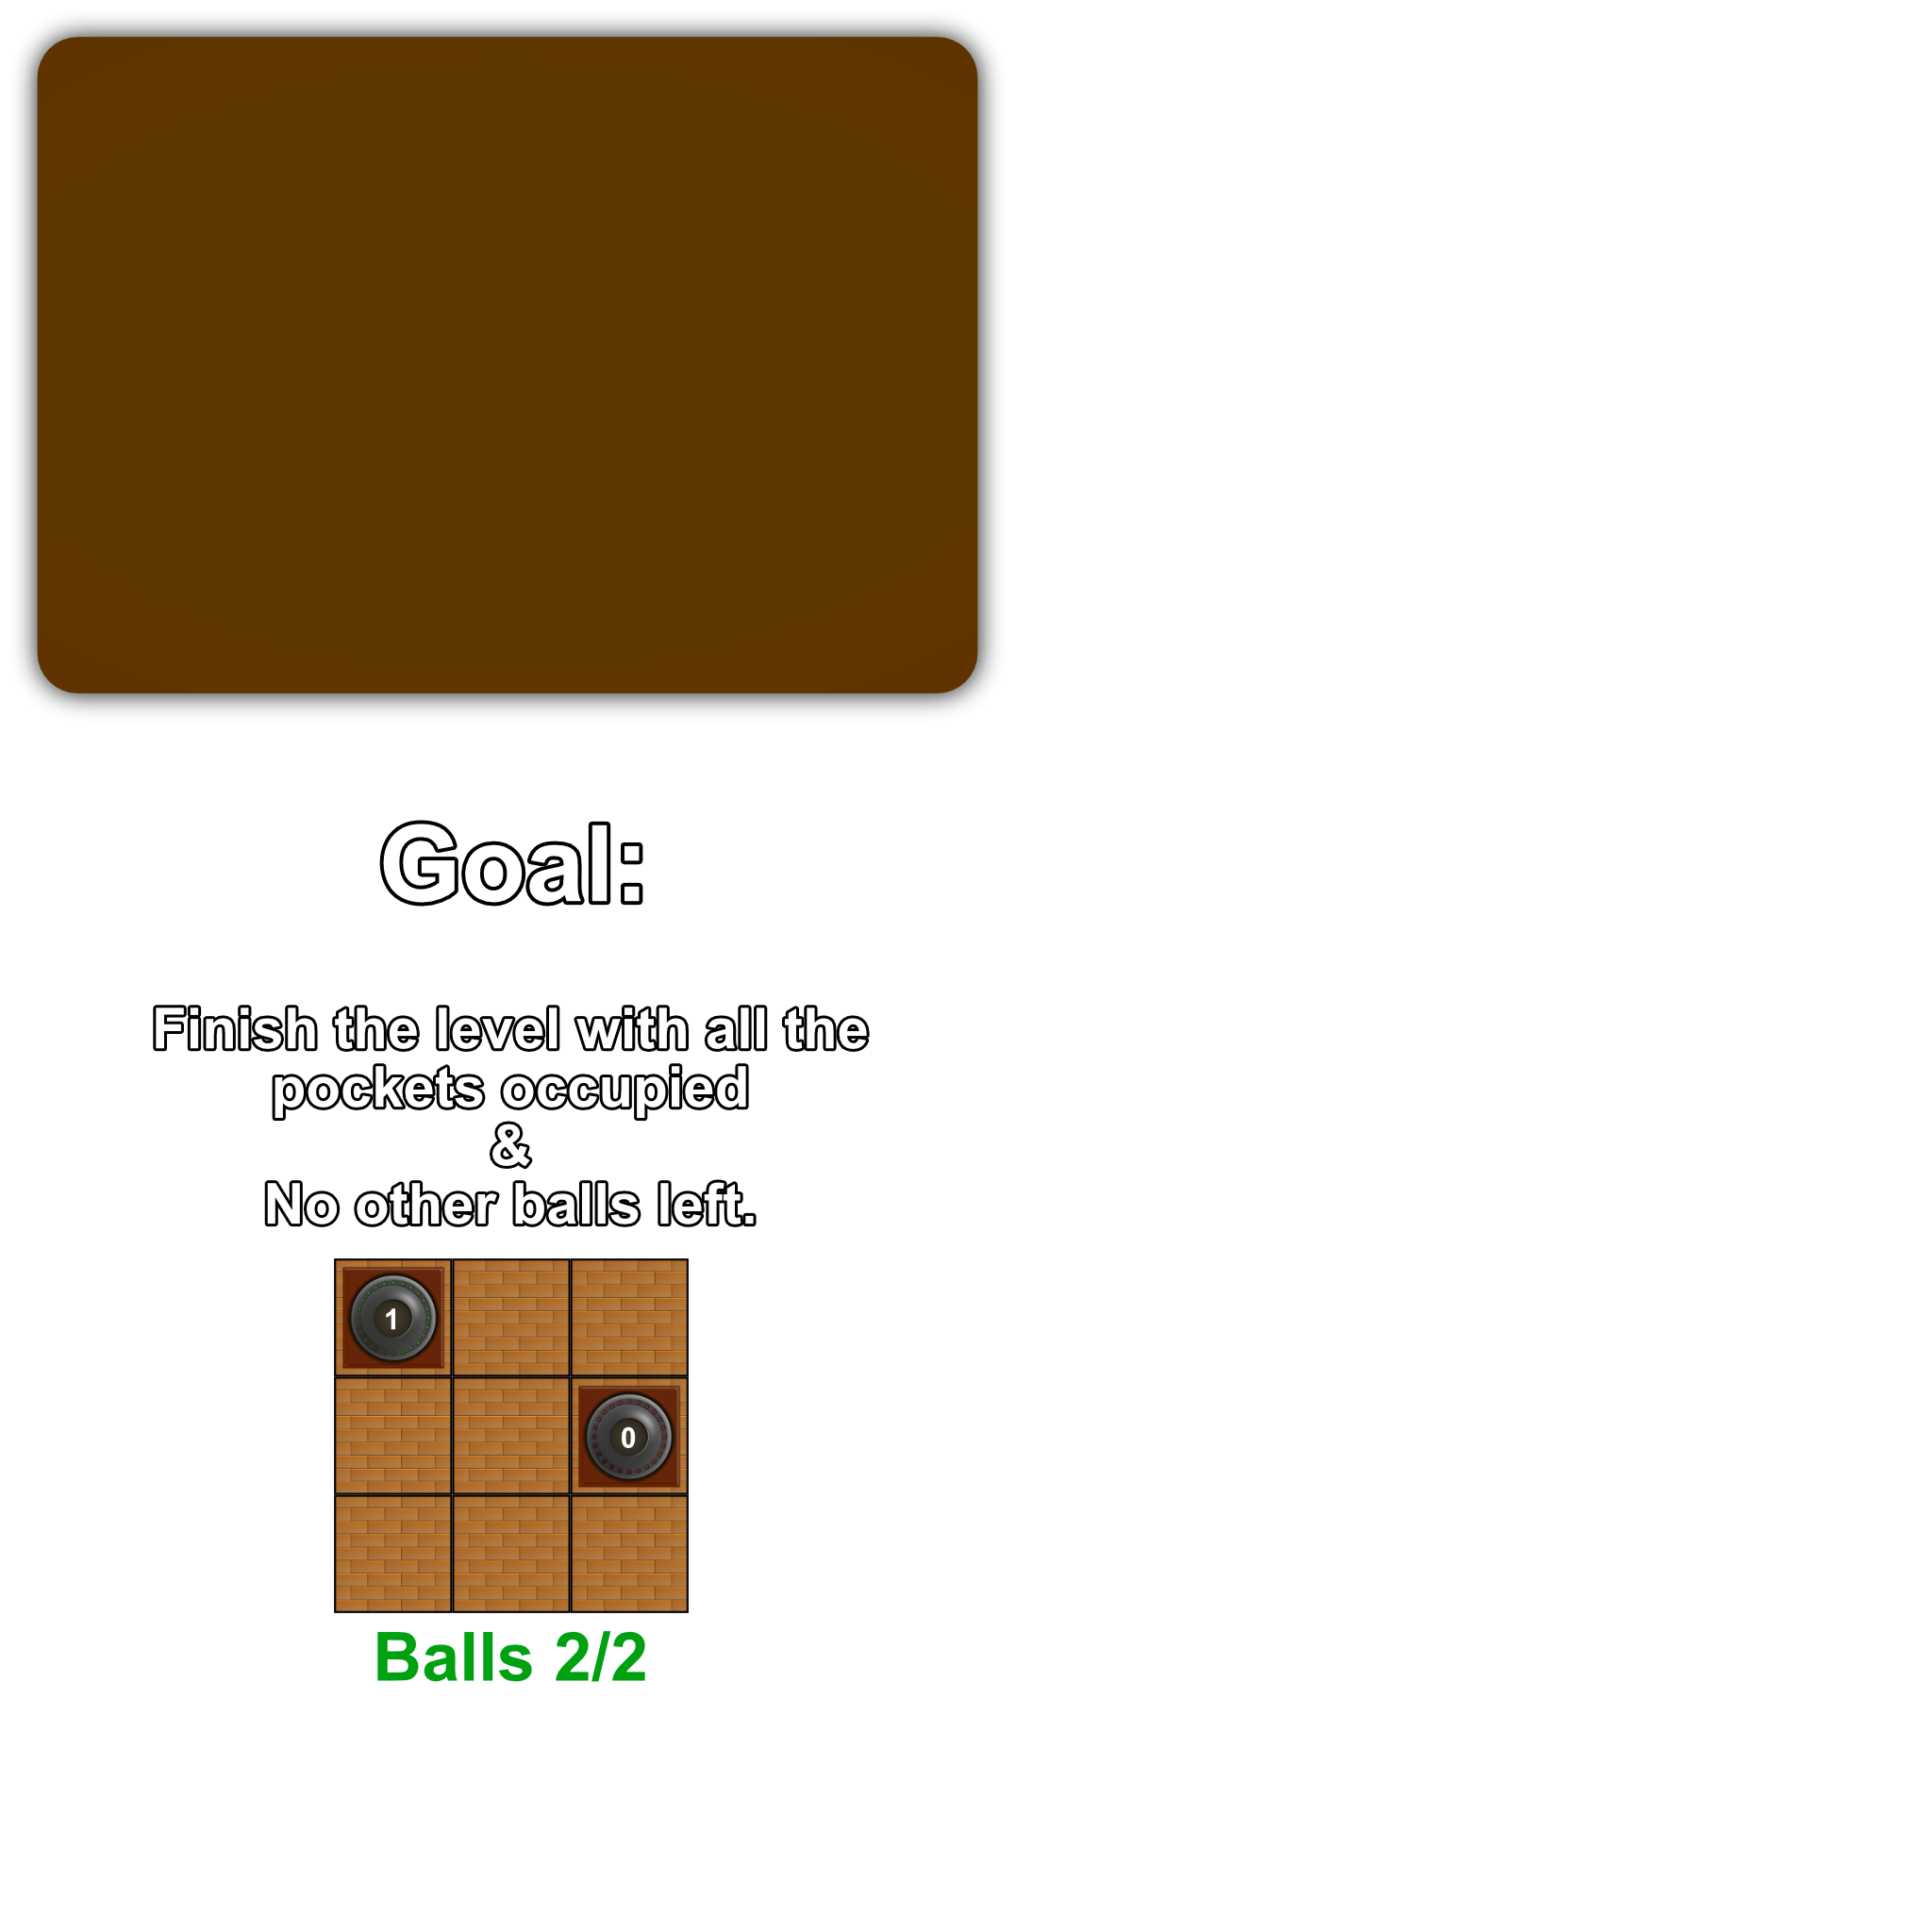 Goal:
Finish the level with all the
pockets occupied
&
No other balls left.
1
0
Balls 2/2